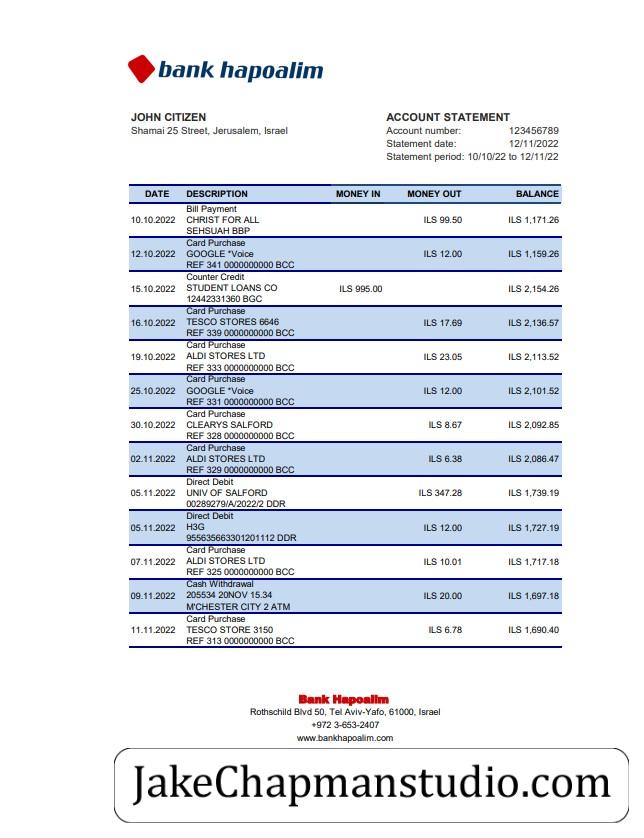 bank hapoalim
JOHN CITIZEN
Shamai 25 Street, Jerusalem, Israel
ACCOUNT STATEMENT
Account number: 123456789
Statement date: 12/11/2022
Statement period: 10/10/22 to 12/11/22
DATE DESCRIPTION MONEY IN MONEY OUT BALANCE
Bill Payment
10.10.2022 CHRIST FOR ALL ILS 99.50 ILS 1,171.26
SEHSUAH BBP
Card Purchase
12.10.2022 GOOGLE *Voice ILS 12.00 ILS 1,159.26
REF 341 0000000000 BCC
Counter Credit
15.10.2022 STUDENT LOANS CO ILS 995.00 ILS 2,154.26
12442331360 BGC
Card Purchase
16.10.2022 TESCO STORES 6646 ILS 17.69 ILS 2,136.57
REF 339 0000000000 BCC
Card Purchase
19.10.2022 ALDI STORES LTD ILS 23.05 ILS 2,113.52
REF 333 0000000000 BCC
Card Purchase
25.10.2022 GOOGLE *Voice ILS 12.00 ILS 2,101.52
REF 331 0000000000 BCC
Card Purchase
30.10.2022 CLEARYS SALFORD ILS 8.67 ILS 2,092.85
REF 328 0000000000 BCC
Card Purchase
02.11.2022 ALDI STORES LTD ILS 6.38 ILS 2,086.47
REF 329 0000000000 BCC
Direct Debit
05.11.2022 UNIV OF SALFORD ILS 347.28 ILS 1,739.19
00289279/A/2022/2 DDR
Direct Debit
05.11.2022 H3G ILS 12.00 ILS 1,727.19
955635663301201112 DDR
Card Purchase
07.11.2022 ALDI STORES LTD ILS 10.01 ILS 1,717.18
REF 325 0000000000 BCC
Cash Withdrawal
09.11.2022 205534 20NOV 15.34 ILS 20.00 ILS 1,697.18
M'CHESTER CITY 2 ATM
Card Purchase
11.11.2022 TESCO STORE 3150 ILS 6.78 ILS 1,690.40
REF 313 0000000000 BCC
Bank Hapoalim
Rothschild Blvd 50, Tel Aviv-Yafo, 61000, Israel
+972 3-653-2407
www.bankhapoalim.com
JakeChapmanstudio.com